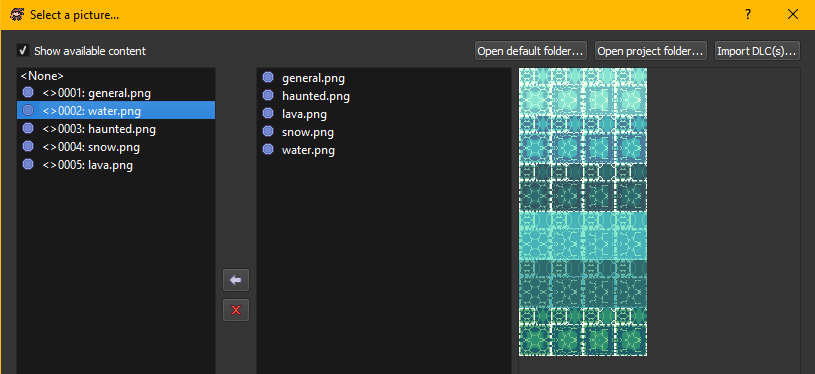 Select a picture...
?
Show available content
Open default folder...
Open project folder...
Import DLC(s)...
<None>
<>0001: general.png
<>0002: water.png
<>0003: haunted.png
<>0004: snow.png
<>0005: lava.png
general.png
haunted.png
lava.png
snow.png
water.png